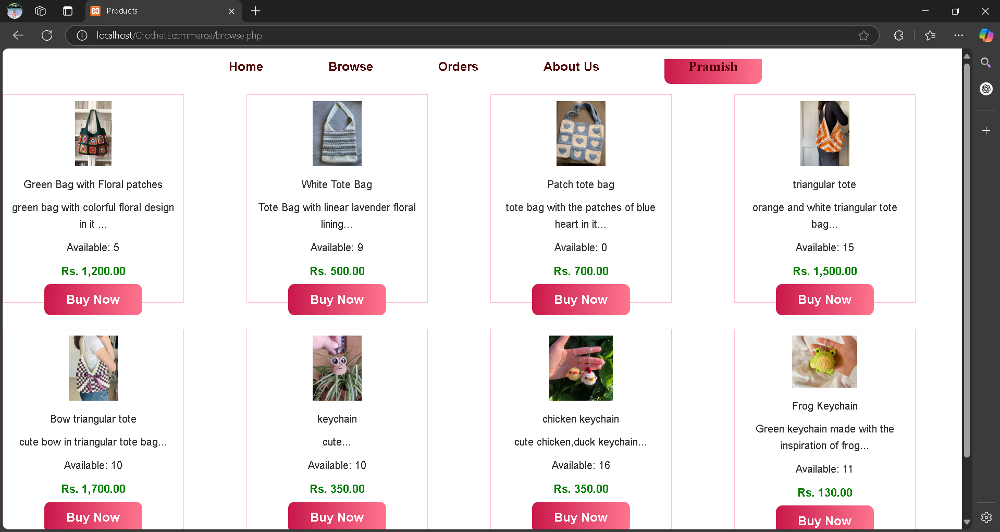 Products
localhost/CrochetEcommerce/browse.php
Home Browse Orders About Us Pramish
Green Bag with Floral patches
green bag with colorful floral design
in it ...
Available: 5
Rs. 1,200.00
Buy Now
White Tote Bag
Tote Bag with linear lavender floral
lining...
Available: 9
Rs. 500.00
Buy Now
Patch tote bag
tote bag with the patches of blue
heart in it...
Available: 0
Rs. 700.00
Buy Now
triangular tote
orange and white triangular tote
bag...
Available: 15
Rs. 1,500.00
Buy Now
Bow triangular tote
cute bow in triangular tote bag...
Available: 10
Rs. 1,700.00
Buy Now
keychain
cute...
Available: 10
Rs. 350.00
Buy Now
chicken keychain
cute chicken,duck keychain...
Available: 16
Rs. 350.00
Buy Now
Frog Keychain
Green keychain made with the
inspiration of frog...
Available: 11
Rs. 130.00
Buy Now